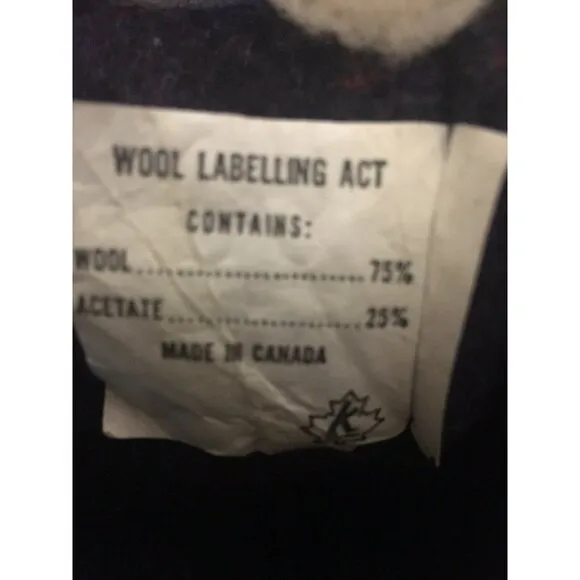 WOOL LABELLING ACT
CONTAINS:
WOOL........................75%
ACETATE.....................25%
MADE IN CANADA
K